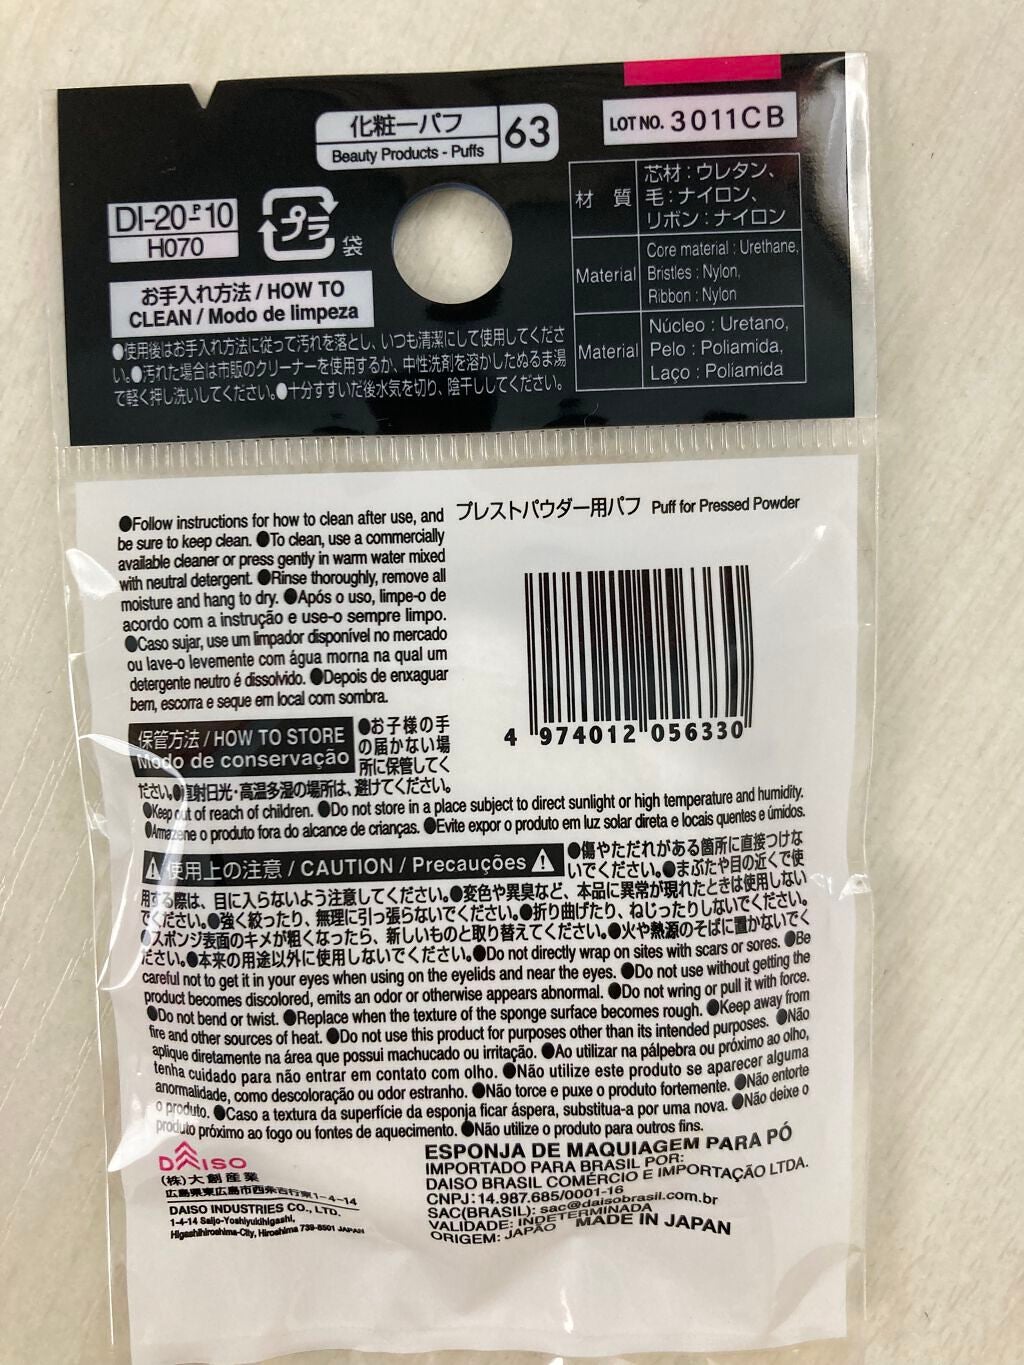 化粧ーパフ
Beauty Products - Puffs
63
LOT NO. 3011CB
DI-20-P-10
H070
プラ
袋
お手入れ方法 / HOW TO
CLEAN / Modo de limpeza
●使用後はお手入れ方法に従って汚れを落とし、いつも清潔にして使用してくださ
い。●汚れた場合は市販のクリーナーを使用するか、中性洗剤を溶かしたぬるま湯
で軽く押し洗いしてください。●十分すすいだ後水気を切り、陰干ししてください。
材 質
芯材：ウレタン、
毛：ナイロン、
リボン：ナイロン
Material
Core material : Urethane,
Bristles : Nylon,
Ribbon : Nylon
Material
Núcleo : Uretano,
Pelo : Poliamida,
Laço : Poliamida
●Follow instructions for how to clean after use, and
be sure to keep clean. ●To clean, use a commercially
available cleaner or press gently in warm water mixed
with neutral detergent. ●Rinse thoroughly, remove all
moisture and hang to dry. ●Após o uso, limpe-o de
acordo com a instrução e use-o sempre limpo.
●Caso sujar, use um limpador disponível no mercado
ou lave-o levemente com água morna na qual um
detergente neutro é dissolvido. ●Depois de enxaguar
bem, escorra e seque em local com sombra.
プレストパウダー用パフ Puff for Pressed Powder
4 974012 056330
保管方法 / HOW TO STORE
Modo de conservação
●お子様の手
の届かない場
所に保管してく
ださい。●直射日光・高温多湿の場所は、避けてください。
●Keep out of reach of children. ●Do not store in a place subject to direct sunlight or high temperature and humidity.
●Armazene o produto fora do alcance de crianças. ●Evite expor o produto em luz solar direta e locais quentes e úmidos.
使用上の注意 / CAUTION / Precauções
●傷やただれがある箇所に直接つけな
いでください。●まぶたや目の近くで使
用する際は、目に入らないよう注意してください。●変色や異臭など、本品に異常が現れたときは使用しない
でください。●強く絞ったり、無理に引っ張らないでください。●折り曲げたり、ねじったりしないでください。
●スポンジ表面のキメが粗くなったら、新しいものと取り替えてください。●火や熱源のそばに置かないでく
ださい。●本来の用途以外に使用しないでください。●Do not directly wrap on sites with scars or sores. ●Be
careful not to get it in your eyes when using on the eyelids and near the eyes. ●Do not use without getting the
product becomes discolored, emits an odor or otherwise appears abnormal. ●Do not wring or pull it with force.
●Do not bend or twist. ●Replace when the texture of the sponge surface becomes rough. ●Keep away from
fire and other sources of heat. ●Do not use this product for purposes other than its intended purposes. ●Não
aplique diretamente na área que possui machucado ou irritação. ●Ao utilizar na pálpebra ou próximo ao olho,
tenha cuidado para não entrar em contato com olho. ●Não utilize este produto se aparecer alguma
anormalidade, como descoloração ou odor estranho. ●Não torce e puxe o produto fortemente. ●Não entorte
o produto. ●Caso a textura da superfície da esponja ficar áspera, substitua-a por uma nova. ●Não deixe o
produto próximo ao fogo ou fontes de aquecimento. ●Não utilize o produto para outros fins.
DAISO
(株)大創産業
広島県東広島市西条吉行東1-4-14
DAISO INDUSTRIES CO., LTD.
1-4-14 Saijo-Yoshiyukihigashi,
Higashihiroshima-City, Hiroshima 739-8501 JAPAN
ESPONJA DE MAQUIAGEM PARA PÓ
IMPORTADO PARA BRASIL POR:
DAISO BRASIL COMÉRCIO E IMPORTAÇÃO LTDA.
CNPJ:14.987.685/0001-16
SAC(BRASIL): sac@daisobrasil.com.br
VALIDADE: INDETERMINADA
ORIGEM: JAPÃO MADE IN JAPAN